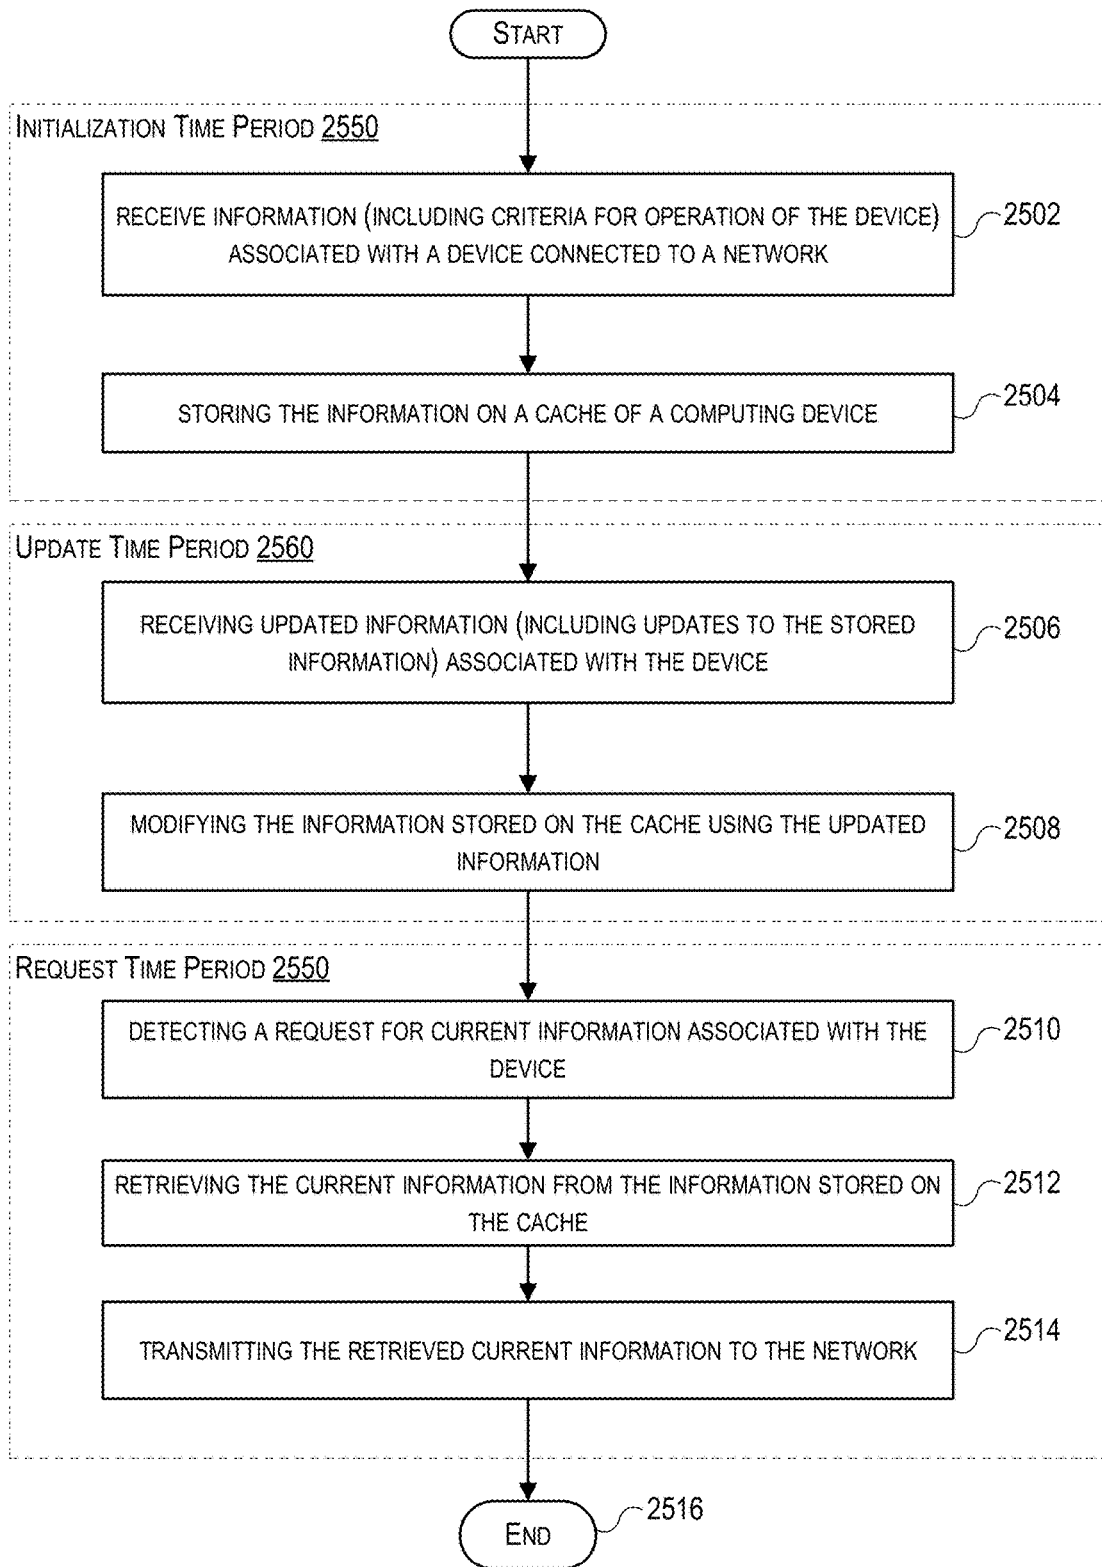 START
INITIALIZATION TIME PERIOD 2550
RECEIVE INFORMATION (INCLUDING CRITERIA FOR OPERATION OF THE DEVICE)
ASSOCIATED WITH A DEVICE CONNECTED TO A NETWORK
2502
STORING THE INFORMATION ON A CACHE OF A COMPUTING DEVICE
2504
UPDATE TIME PERIOD 2560
RECEIVING UPDATED INFORMATION (INCLUDING UPDATES TO THE STORED
INFORMATION) ASSOCIATED WITH THE DEVICE
2506
MODIFYING THE INFORMATION STORED ON THE CACHE USING THE UPDATED
INFORMATION
2508
REQUEST TIME PERIOD 2550
DETECTING A REQUEST FOR CURRENT INFORMATION ASSOCIATED WITH THE
DEVICE
2510
RETRIEVING THE CURRENT INFORMATION FROM THE INFORMATION STORED ON
THE CACHE
2512
TRANSMITTING THE RETRIEVED CURRENT INFORMATION TO THE NETWORK
2514
END
2516